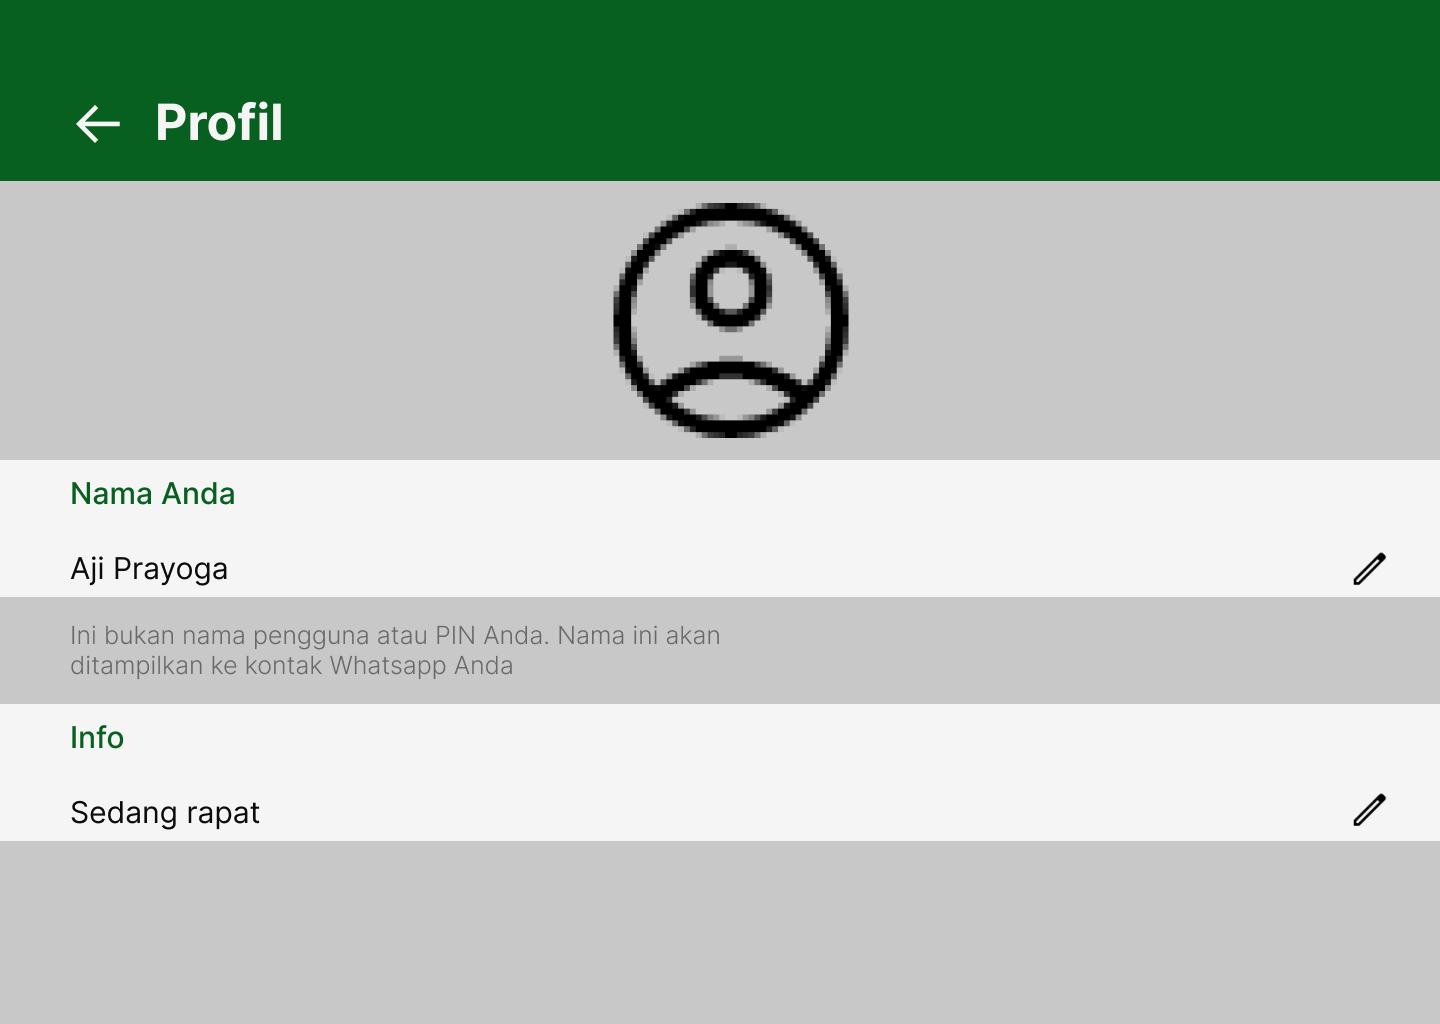 Profil
Nama Anda
Aji Prayoga
Ini bukan nama pengguna atau PIN Anda. Nama ini akan
ditampilkan ke kontak Whatsapp Anda
Info
Sedang rapat